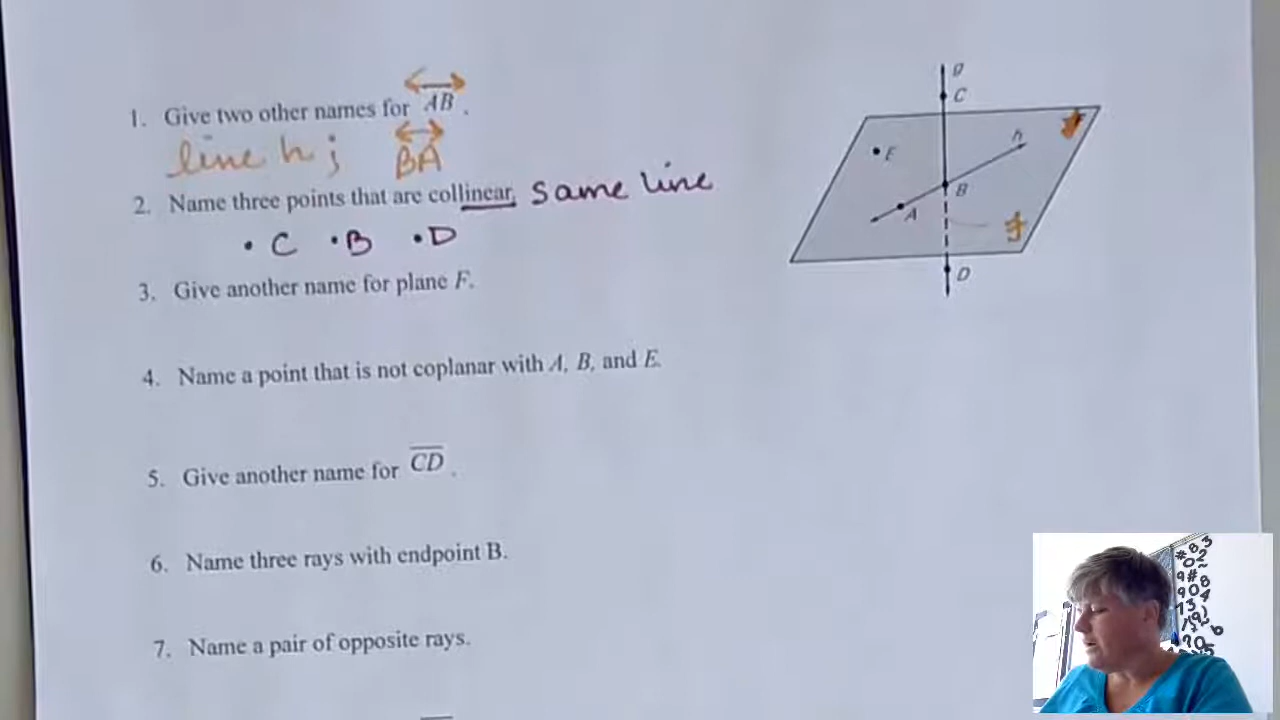 1. Give two other names for AB.
line h; BA
2. Name three points that are collinear, same line
• C • B • D
3. Give another name for plane F.
4. Name a point that is not coplanar with A, B, and E.
5. Give another name for CD.
6. Name three rays with endpoint B.
7. Name a pair of opposite rays.
g
C
h
E
B
A
D